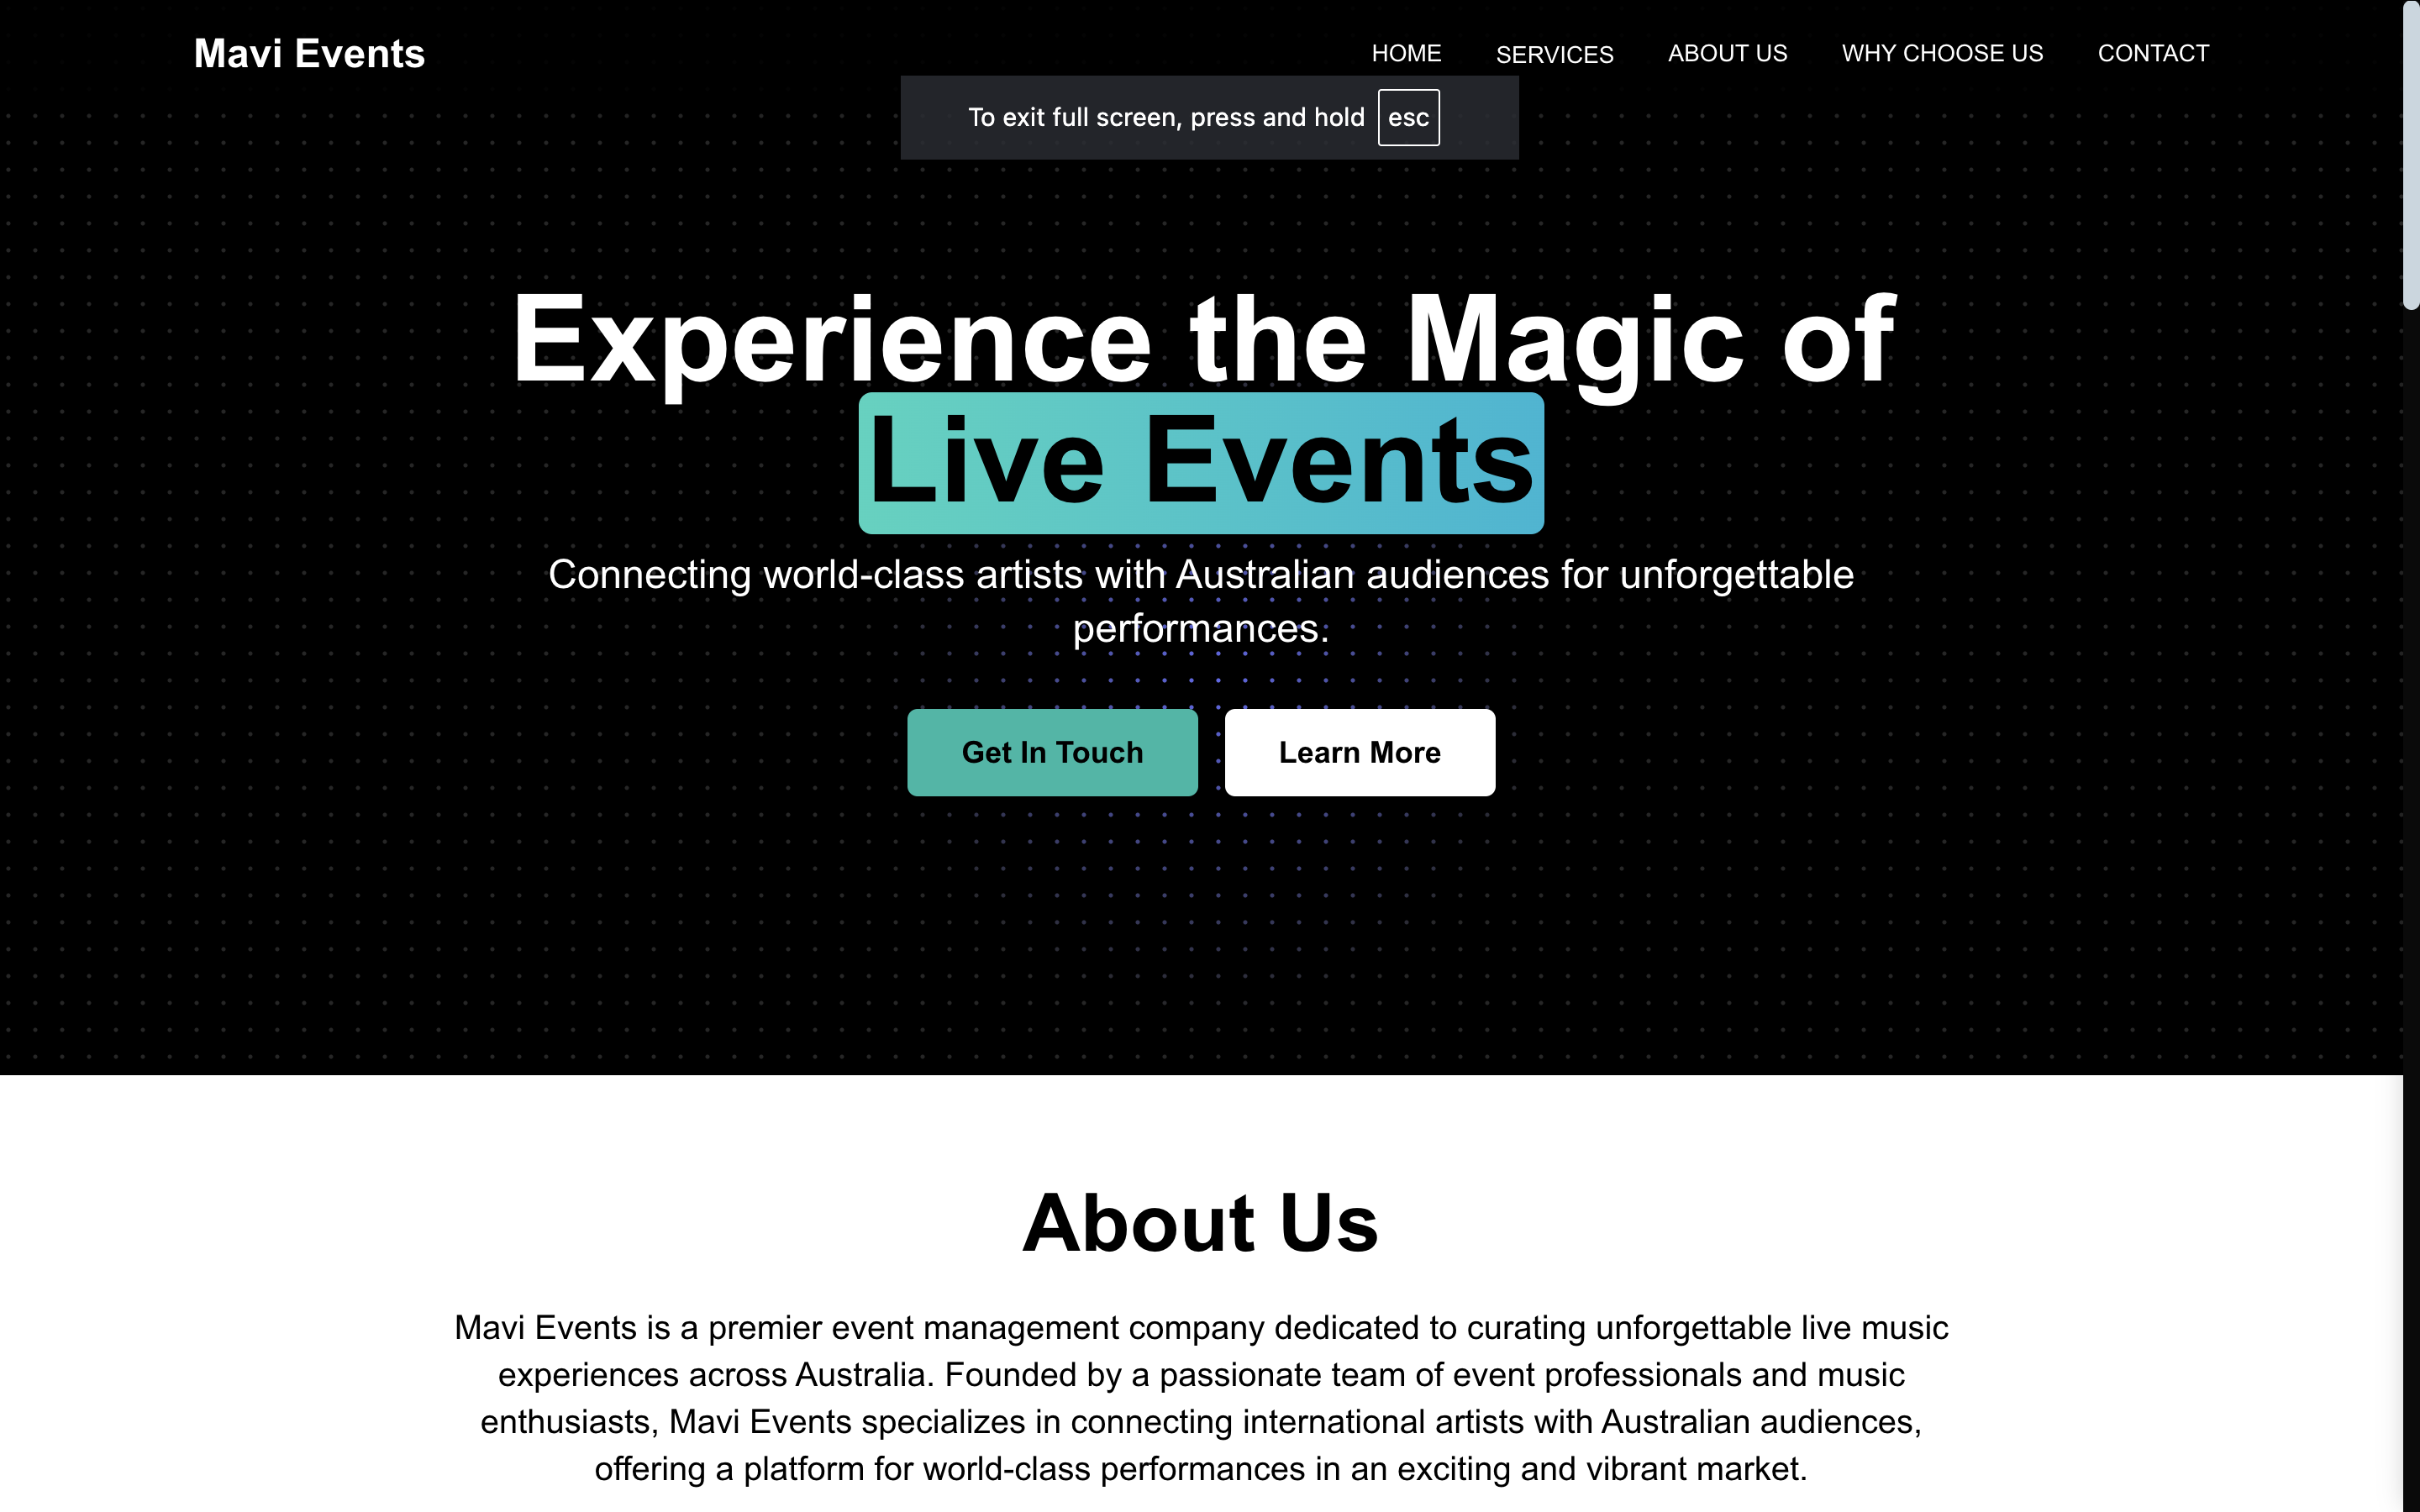 Mavi Events
HOME SERVICES ABOUT US WHY CHOOSE US CONTACT
To exit full screen, press and hold esc
Experience the Magic of
Live Events
Connecting world-class artists with Australian audiences for unforgettable
performances.
Get In Touch
Learn More
About Us
Mavi Events is a premier event management company dedicated to curating unforgettable live music
experiences across Australia. Founded by a passionate team of event professionals and music
enthusiasts, Mavi Events specializes in connecting international artists with Australian audiences,
offering a platform for world-class performances in an exciting and vibrant market.